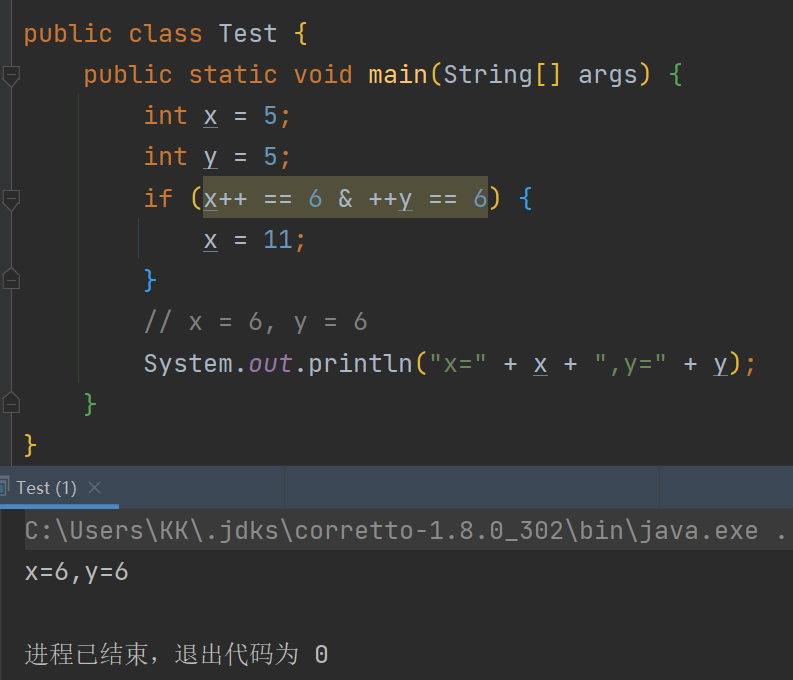 public class Test {
    public static void main(String[] args) {
        int x = 5;
        int y = 5;
        if (x++ == 6 & ++y == 6) {
            x = 11;
        }
        // x = 6, y = 6
        System.out.println("x=" + x + ",y=" + y);
    }
}
Test (1)
C:\Users\KK\.jdks\corretto-1.8.0_302\bin\java.exe .
x=6,y=6
进程已结束，退出代码为 0